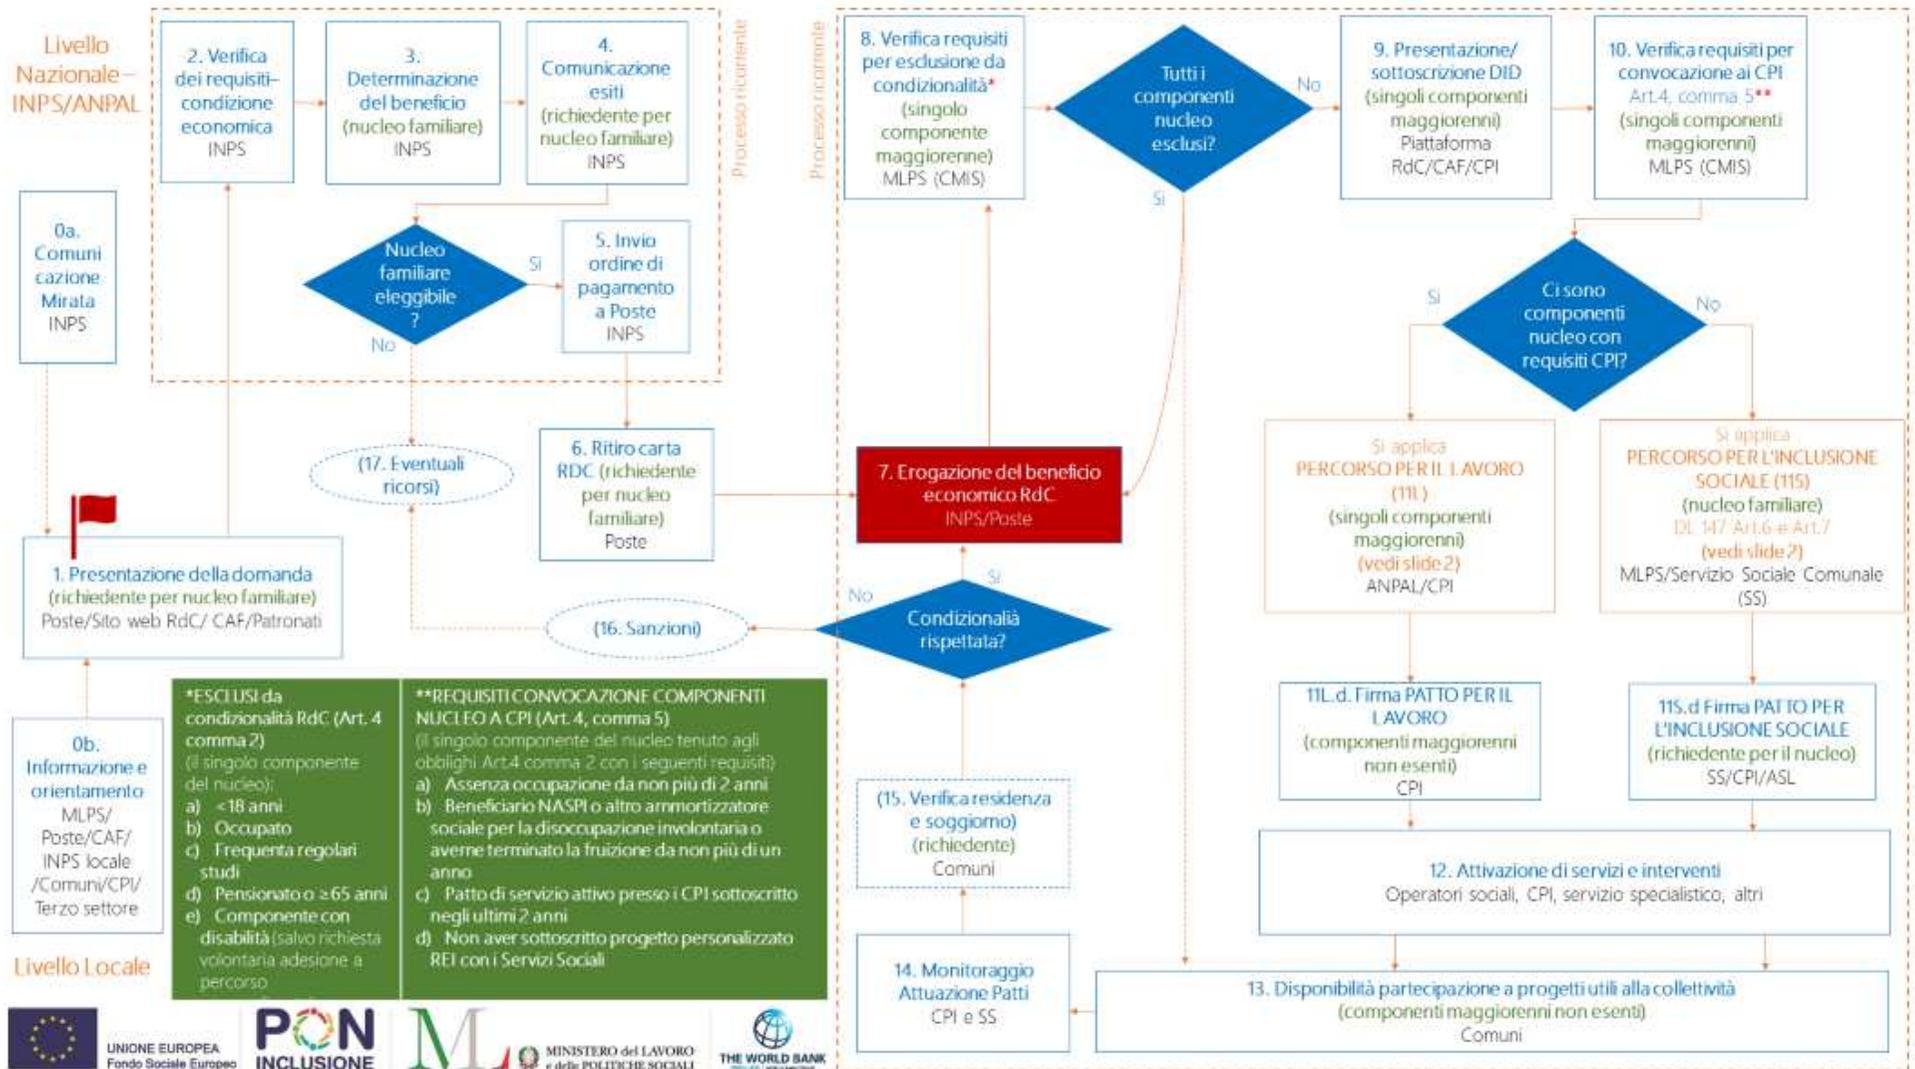 Livello
Nazionale–
INPS/ANPAL
2. Verifica
dei requisiti–
condizione
economica
INPS
3.
Determinazione
del beneficio
(nucleo familiare)
INPS
4.
Comunicazione
esiti
(richiedente per
nucleo familiare)
INPS
Processo ricorrente
Processo ricorrente
8. Verifica requisiti
per esclusione da
condizionalità*
(singolo
componente
maggiorenne)
MLPS (CMIS)
Tutti i
componenti
nucleo
esclusi?
No
Si
9. Presentazione/
sottoscrizione DID
(singoli componenti
maggiorenni)
Piattaforma
RdC/CAF/CPI
10. Verifica requisiti per
convocazione ai CPI
Art.4, comma 5**
(singoli componenti
maggiorenni)
MLPS (CMIS)
0a.
Comuni
cazione
Mirata
INPS
Nucleo
familiare
eleggibile
?
Si
No
5. Invio
ordine di
pagamento
a Poste
INPS
Ci sono
componenti
nucleo con
requisiti CPI?
Si
No
(17. Eventuali
ricorsi)
6. Ritiro carta
RDC (richiedente
per nucleo
familiare)
Poste
7. Erogazione del beneficio
economico RdC
INPS/Poste
Si applica
PERCORSO PER IL LAVORO
(11L)
(singoli componenti
maggiorenni)
(vedi slide2)
ANPAL/CPI
Si applica
PERCORSO PER L'INCLUSIONE
SOCIALE (11S)
(nucleo familiare)
DL 147 Art.6 e Art.7
(vedi slide2)
MLPS/Servizio Sociale Comunale
(SS)
1. Presentazione della domanda
(richiedente per nucleo familiare)
Poste/Sito web RdC/ CAF/Patronati
(16. Sanzioni)
No
Si
Condizionalià
rispettata?
0b.
Informazione e
orientamento
MLPS/
Poste/CAF/
INPS locale
/Comuni/CPI/
Terzo settore
Livello Locale
*ESCLUSI da
condizionalità RdC (Art. 4
comma 2)
(il singolo componente
del nucleo):
a) <18 anni
b) Occupato
c) Frequenta regolari
studi
d) Pensionato o ≥65 anni
e) Componente con
disabilità (salvo richiesta
volontaria adesione a
percorso
**REQUISITI CONVOCAZIONE COMPONENTI
NUCLEO A CPI (Art. 4, comma 5)
(il singolo componente del nucleo tenuto agli
obblighi Art.4 comma 2 con i seguenti requisiti)
a) Assenza occupazione da non più di 2 anni
b) Beneficiario NASPI o altro ammortizzatore
sociale per la disoccupazione involontaria o
averne terminato la fruizione da non più di un
anno
c) Patto di servizio attivo presso i CPI sottoscritto
negli ultimi 2 anni
d) Non aver sottoscritto progetto personalizzato
REI con i Servizi Sociali
(15. Verifica residenza
e soggiorno)
(richiedente)
Comuni
11L.d. Firma PATTO PER IL
LAVORO
(componenti maggiorenni
non esenti)
CPI
11S.d Firma PATTO PER
L'INCLUSIONE SOCIALE
(richiedente per il nucleo)
SS/CPI/ASL
12. Attivazione di servizi e interventi
Operatori sociali, CPI, servizio specialistico, altri
14. Monitoraggio
Attuazione Patti
CPI e SS
13. Disponibilità partecipazione a progetti utili alla collettività
(componenti maggiorenni non esenti)
Comuni
UNIONE EUROPEA
Fondo Sociale Europeo
PON
INCLUSIONE
ML
MINISTERO del LAVORO
e delle POLITICHE SOCIALI
THE WORLD BANK